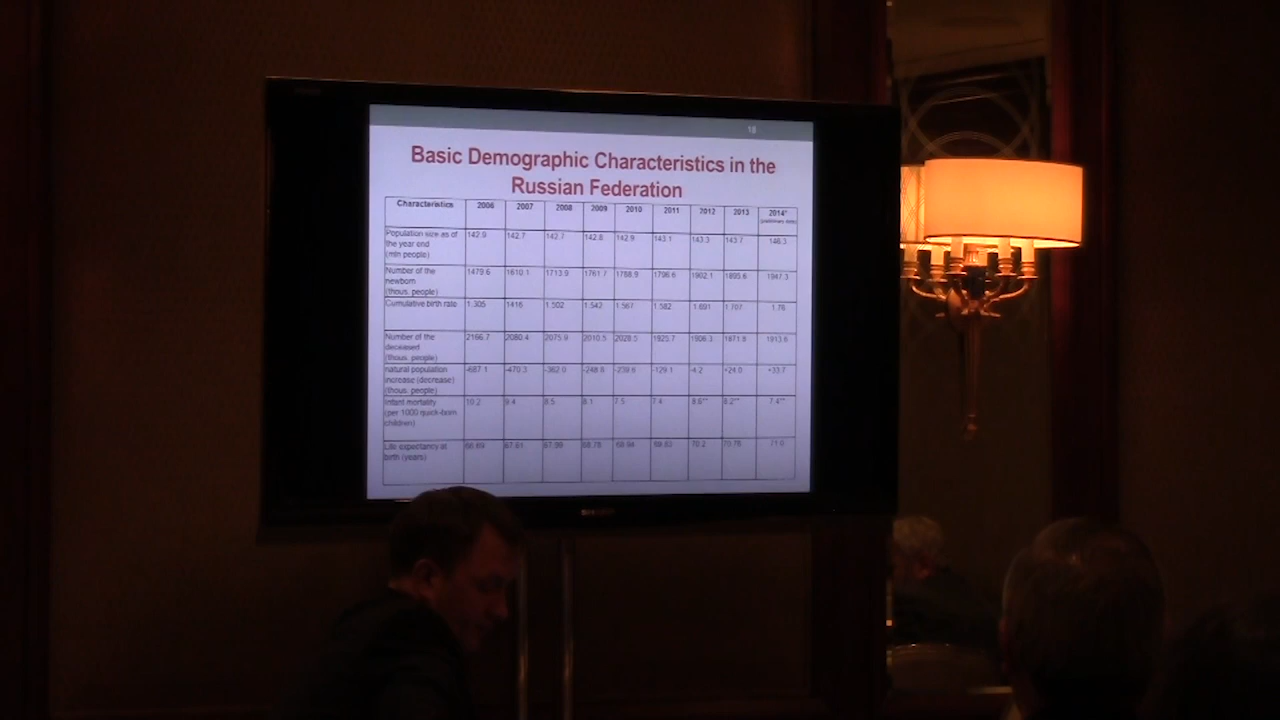 18
Basic Demographic Characteristics in the
Russian Federation
Characteristics 2006 2007 2008 2009 2010 2011 2012 2013 2014*
Population size as of 142.9 142.7 142.7 142.8 142.9 143.1 143.3 143.7 146.3
the year end
(mln people)
Number of the 1479.6 1610.1 1713.9 1761.7 1788.9 1796.6 1902.1 1895.6 1947.3
newborn
(thous. people)
Cumulative birth rate 1.305 1416 1.502 1.542 1.567 1.582 1.691 1.707 1.76
Number of the 2166.7 2080.4 2075.9 2010.5 2028.5 1925.7 1906.3 1871.8 1913.6
deceased
(thous. people)
natural population -687.1 -470.3 -362.0 -248.8 -239.6 -129.1 -4.2 +24.0 +33.7
increase (decrease)
(thous. people)
Infant mortality 10.2 9.4 8.5 8.1 7.5 7.4 8.6** 8.2** 7.4**
(per 1000 quick-born
children)
Life expectancy at 66.69 67.61 67.99 68.78 68.94 69.83 70.2 70.76 71.0
birth (years)
SHARP